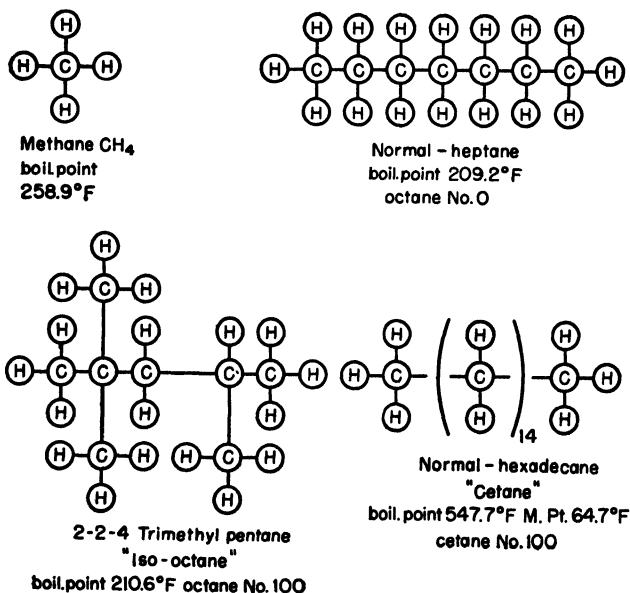 H
H C H
H
Methane CH4
boil.point
258.9°F
H H H H H H H
H C C C C C C C H
H H H H H H H
Normal - heptane
boil.point 209.2°F
octane No.0
H
H C H
H H H H
H C C C C C H
H H H
H C H H C H
H H
2-2-4 Trimethyl pentane
"Iso-octane"
boil.point 210.6°F octane No.100
H H H
H C C C H
H H H
14
Normal - hexadecane
"Cetane"
boil.point 547.7°F M. Pt. 64.7°F
cetane No.100